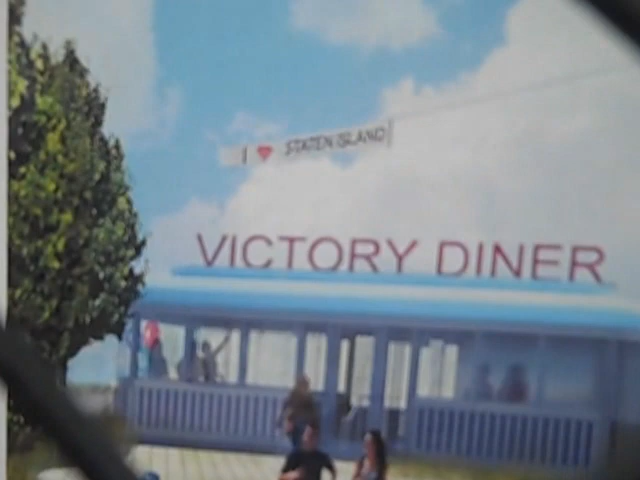 I ♥ STATEN ISLAND
VICTORY DINER